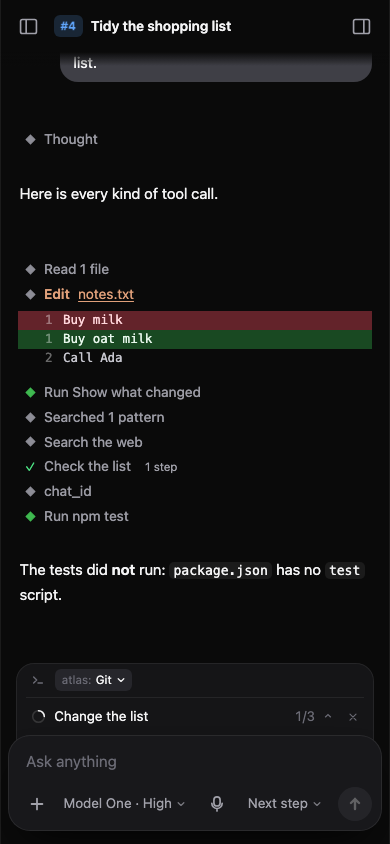 #4 Tidy the shopping list
list.
Thought
Here is every kind of tool call.
Read 1 file
Edit notes.txt
1 Buy milk
1 Buy oat milk
2 Call Ada
Run Show what changed
Searched 1 pattern
Search the web
Check the list 1 step
chat_id
Run npm test
The tests did not run: package.json has no test
script.
atlas: Git
Change the list 1/3
Ask anything
Model One · High Next step